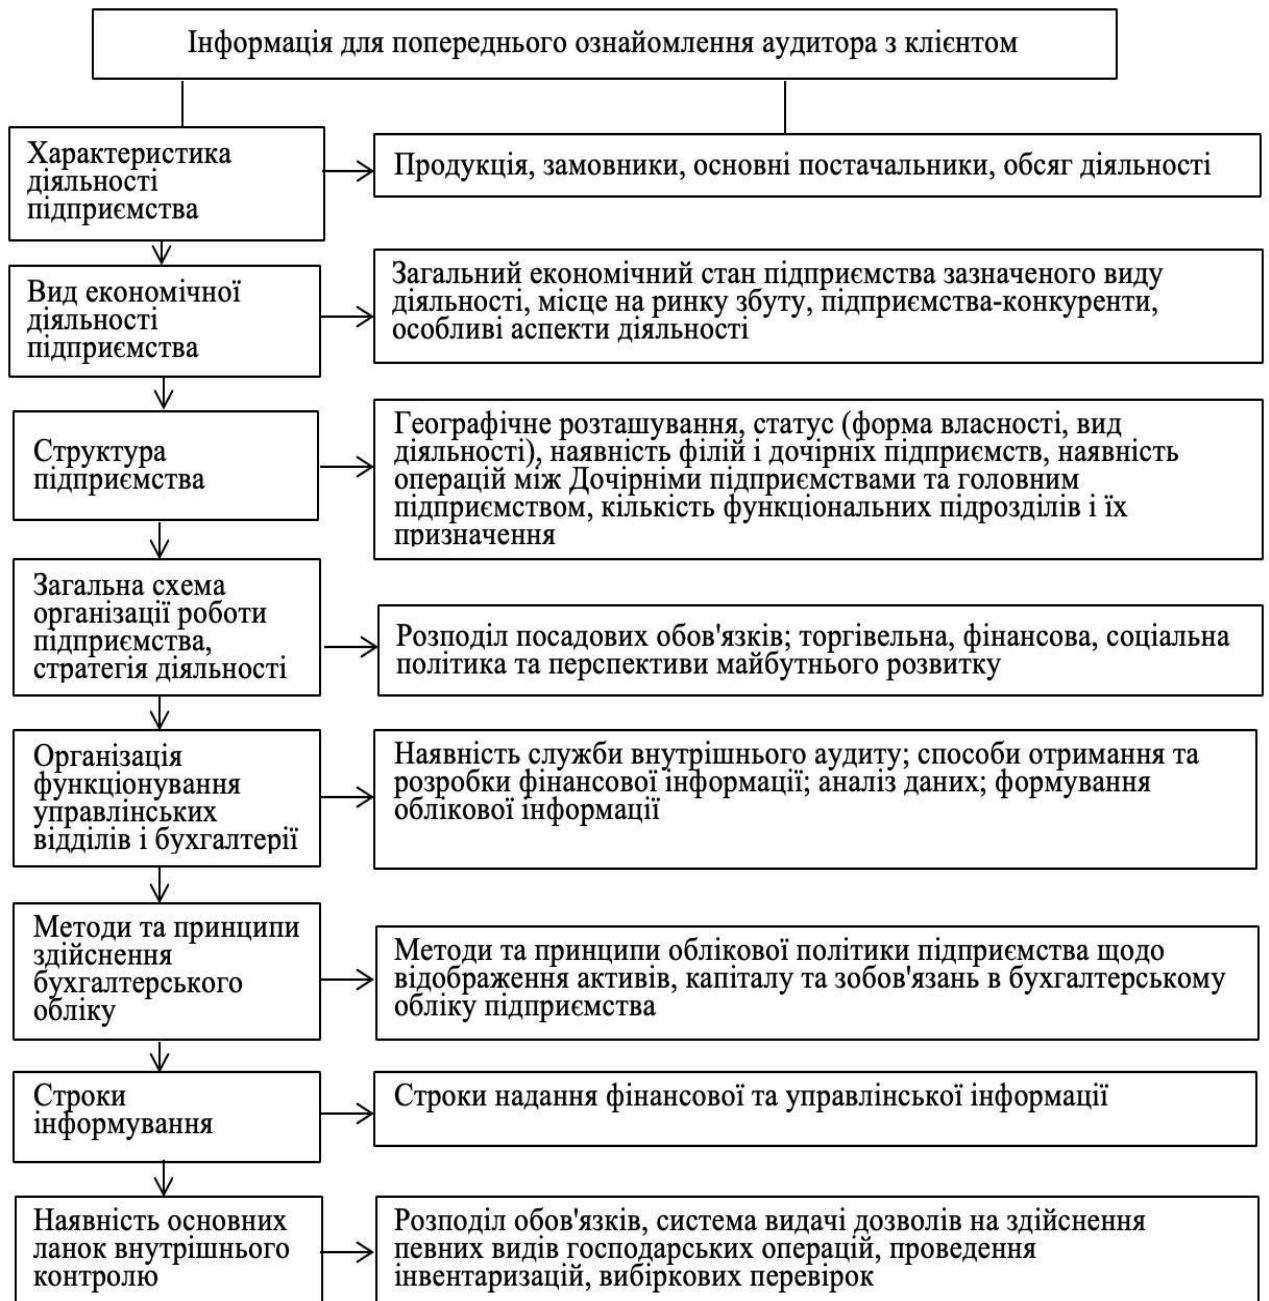 Інформація для попереднього ознайомлення аудитора з клієнтом
Характеристика
діяльності
підприємства
Продукція, замовники, основні постачальники, обсяг діяльності
Вид економічної
діяльності
підприємства
Загальний економічний стан підприємства зазначеного виду
діяльності, місце на ринку збуту, підприємства-конкуренти,
особливі аспекти діяльності
Структура
підприємства
Географічне розташування, статус (форма власності, вид
діяльності), наявність філій і дочірніх підприємств, наявність
операцій між Дочірніми підприємствами та головним
підприємством, кількість функціональних підрозділів і їх
призначення
Загальна схема
організації роботи
підприємства,
стратегія діяльності
Розподіл посадових обов'язків; торгівельна, фінансова, соціальна
політика та перспективи майбутнього розвитку
Організація
функціонування
управлінських
відділів і бухгалтерії
Наявність служби внутрішнього аудиту; способи отримання та
розробки фінансової інформації; аналіз даних; формування
облікової інформації
Методи та принципи
здійснення
бухгалтерського
обліку
Методи та принципи облікової політики підприємства щодо
відображення активів, капіталу та зобов'язань в бухгалтерському
обліку підприємства
Строки
інформування
Строки надання фінансової та управлінської інформації
Наявність основних
ланок внутрішнього
контролю
Розподіл обов'язків, система видачі дозволів на здійснення
певних видів господарських операцій, проведення
інвентаризацій, вибіркових перевірок